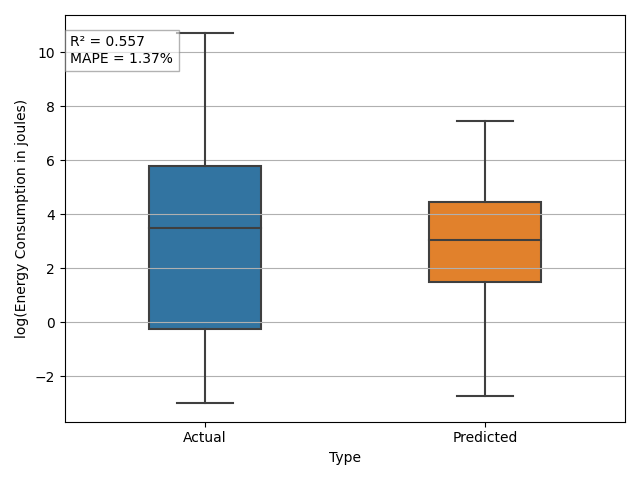 R² = 0.557
MAPE = 1.37%
10
8
6
4
2
0
−2
log(Energy Consumption in joules)
Actual
Predicted
Type